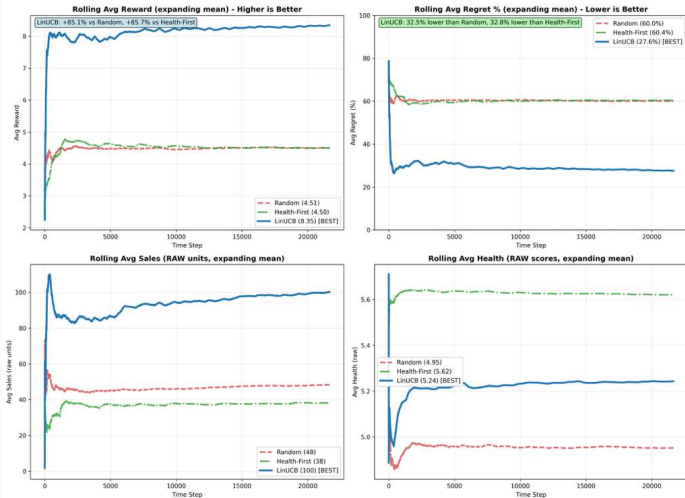 Rolling Avg Reward (expanding mean) - Higher is Better
LinUCB: +85.1% vs Random, +85.7% vs Health-First
Avg Reward
8
7
6
5
4
3
2
Random (4.51)
Health-First (4.50)
LinUCB (8.35) [BEST]
0
5000
10000
15000
20000
Time Step
Rolling Avg Regret % (expanding mean) - Lower is Better
LinUCB: 32.5% lower than Random, 32.8% lower than Health-First
Avg Regret (%)
100
80
60
40
20
0
Random (60.0%)
Health-First (60.4%)
LinUCB (27.6%) [BEST]
0
5000
10000
15000
20000
Time Step
Rolling Avg Sales (RAW units, expanding mean)
Avg Sales (raw units)
100
80
60
40
20
0
Random (48)
Health-First (38)
LinUCB (100) [BEST]
0
5000
10000
15000
20000
Time Step
Rolling Avg Health (RAW scores, expanding mean)
Avg Health (raw)
5.6
5.4
5.2
5.0
Random (4.95)
Health-First (5.62)
LinUCB (5.24) [BEST]
0
5000
10000
15000
20000
Time Step